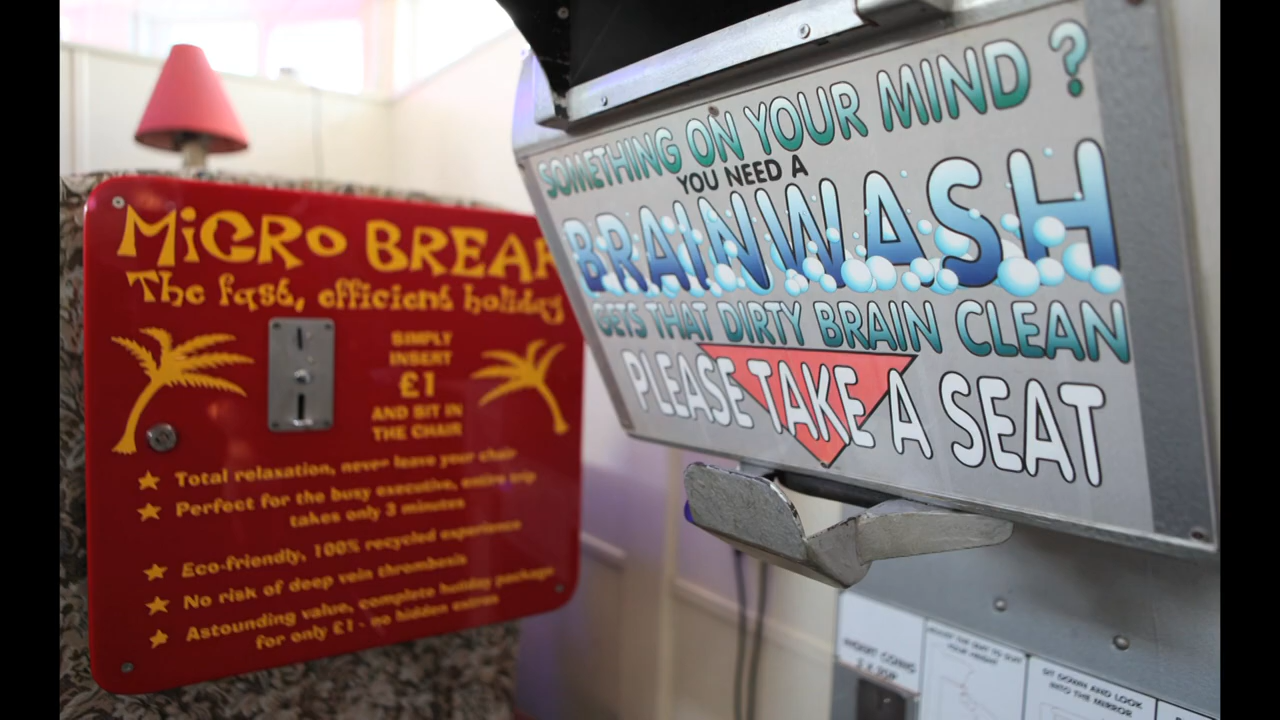 MiCRo BREAK
The fast, efficient holiday
SIMPLY
INSERT
£1
AND SIT IN
THE CHAIR
Total relaxation, never leave your chair
Perfect for the busy executive, entire trip
takes only 3 minutes
Eco-friendly, 100% recycled experience
No risk of deep vein thrombosis
Astounding value, complete holiday package,
for only £1 - no hidden extras
SOMETHING ON YOUR MIND ?
YOU NEED A
BRAINWASH
GETS THAT DIRTY BRAIN CLEAN
PLEASE TAKE A SEAT
INSERT COINS
SIT DOWN AND LOOK
INTO THE MIRROR